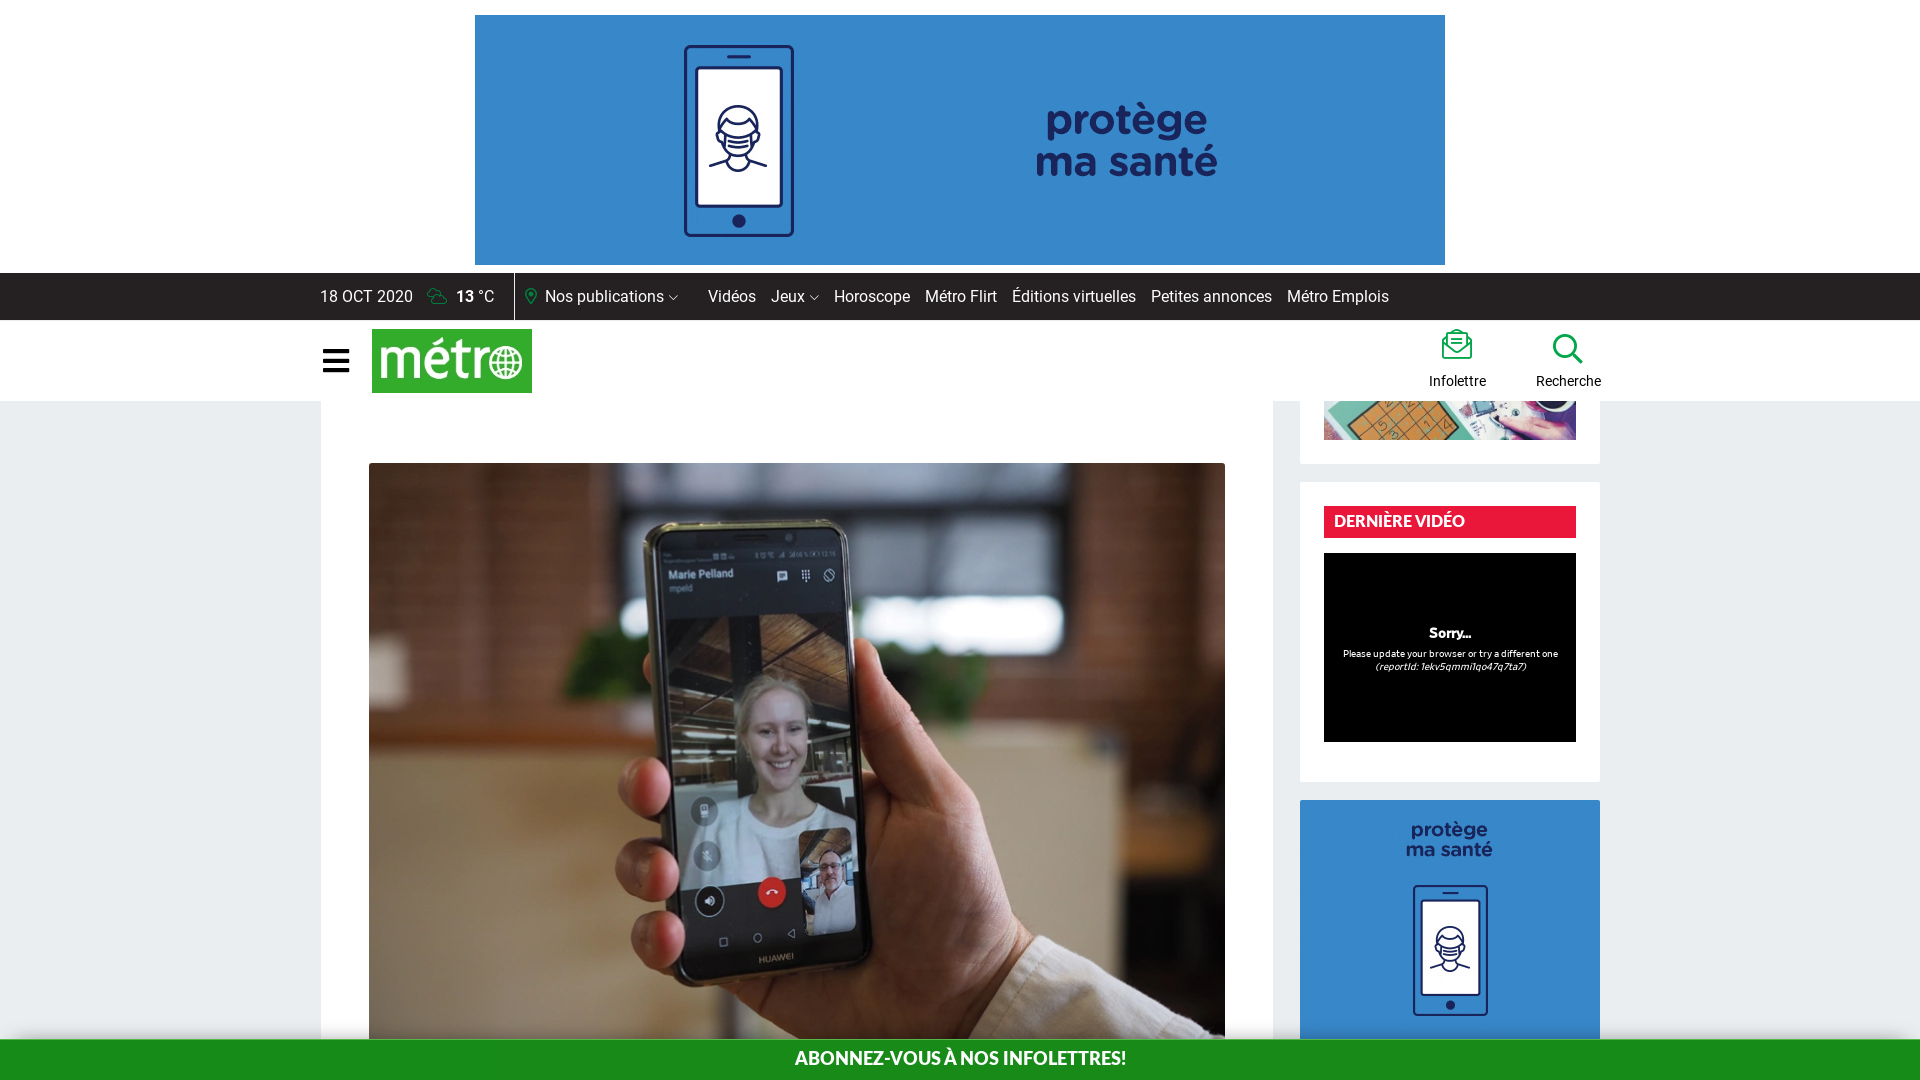 protège
ma santé
18 OCT 2020 13 °C Nos publications Vidéos Jeux Horoscope Métro Flirt Éditions virtuelles Petites annonces Métro Emplois
métro
Infolettre
Recherche
DERNIÈRE VIDÉO
Sorry...
Please update your browser or try a different one
(reportId: 1ekv5qmmi1qo47q7ta7)
Marie Pelland
mpeld
HUAWEI
protège
ma santé
ABONNEZ-VOUS À NOS INFOLETTRES!